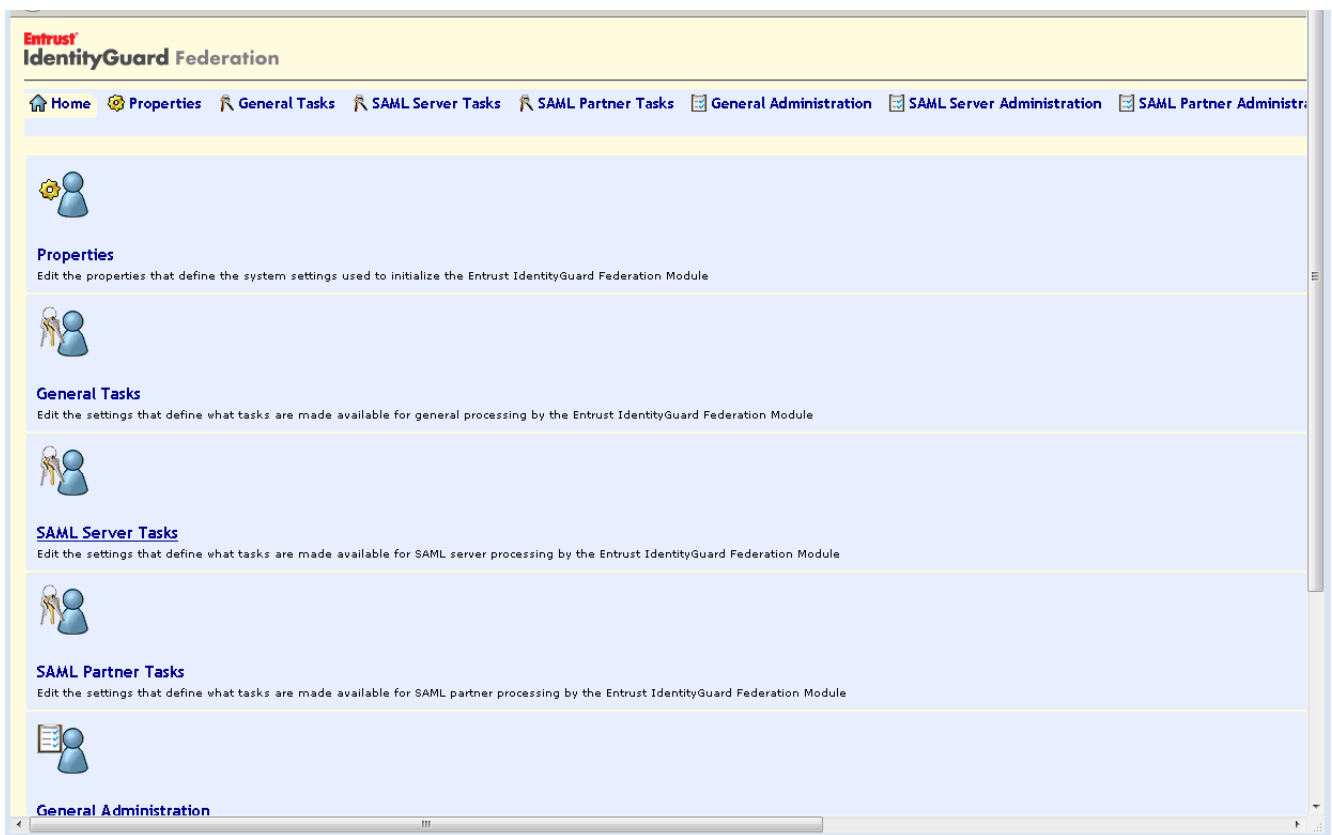 Entrust
IdentityGuard Federation
Home Properties General Tasks SAML Server Tasks SAML Partner Tasks General Administration SAML Server Administration SAML Partner Administra
Properties
Edit the properties that define the system settings used to initialize the Entrust IdentityGuard Federation Module
General Tasks
Edit the settings that define what tasks are made available for general processing by the Entrust IdentityGuard Federation Module
SAML Server Tasks
Edit the settings that define what tasks are made available for SAML server processing by the Entrust IdentityGuard Federation Module
SAML Partner Tasks
Edit the settings that define what tasks are made available for SAML partner processing by the Entrust IdentityGuard Federation Module
General Administration